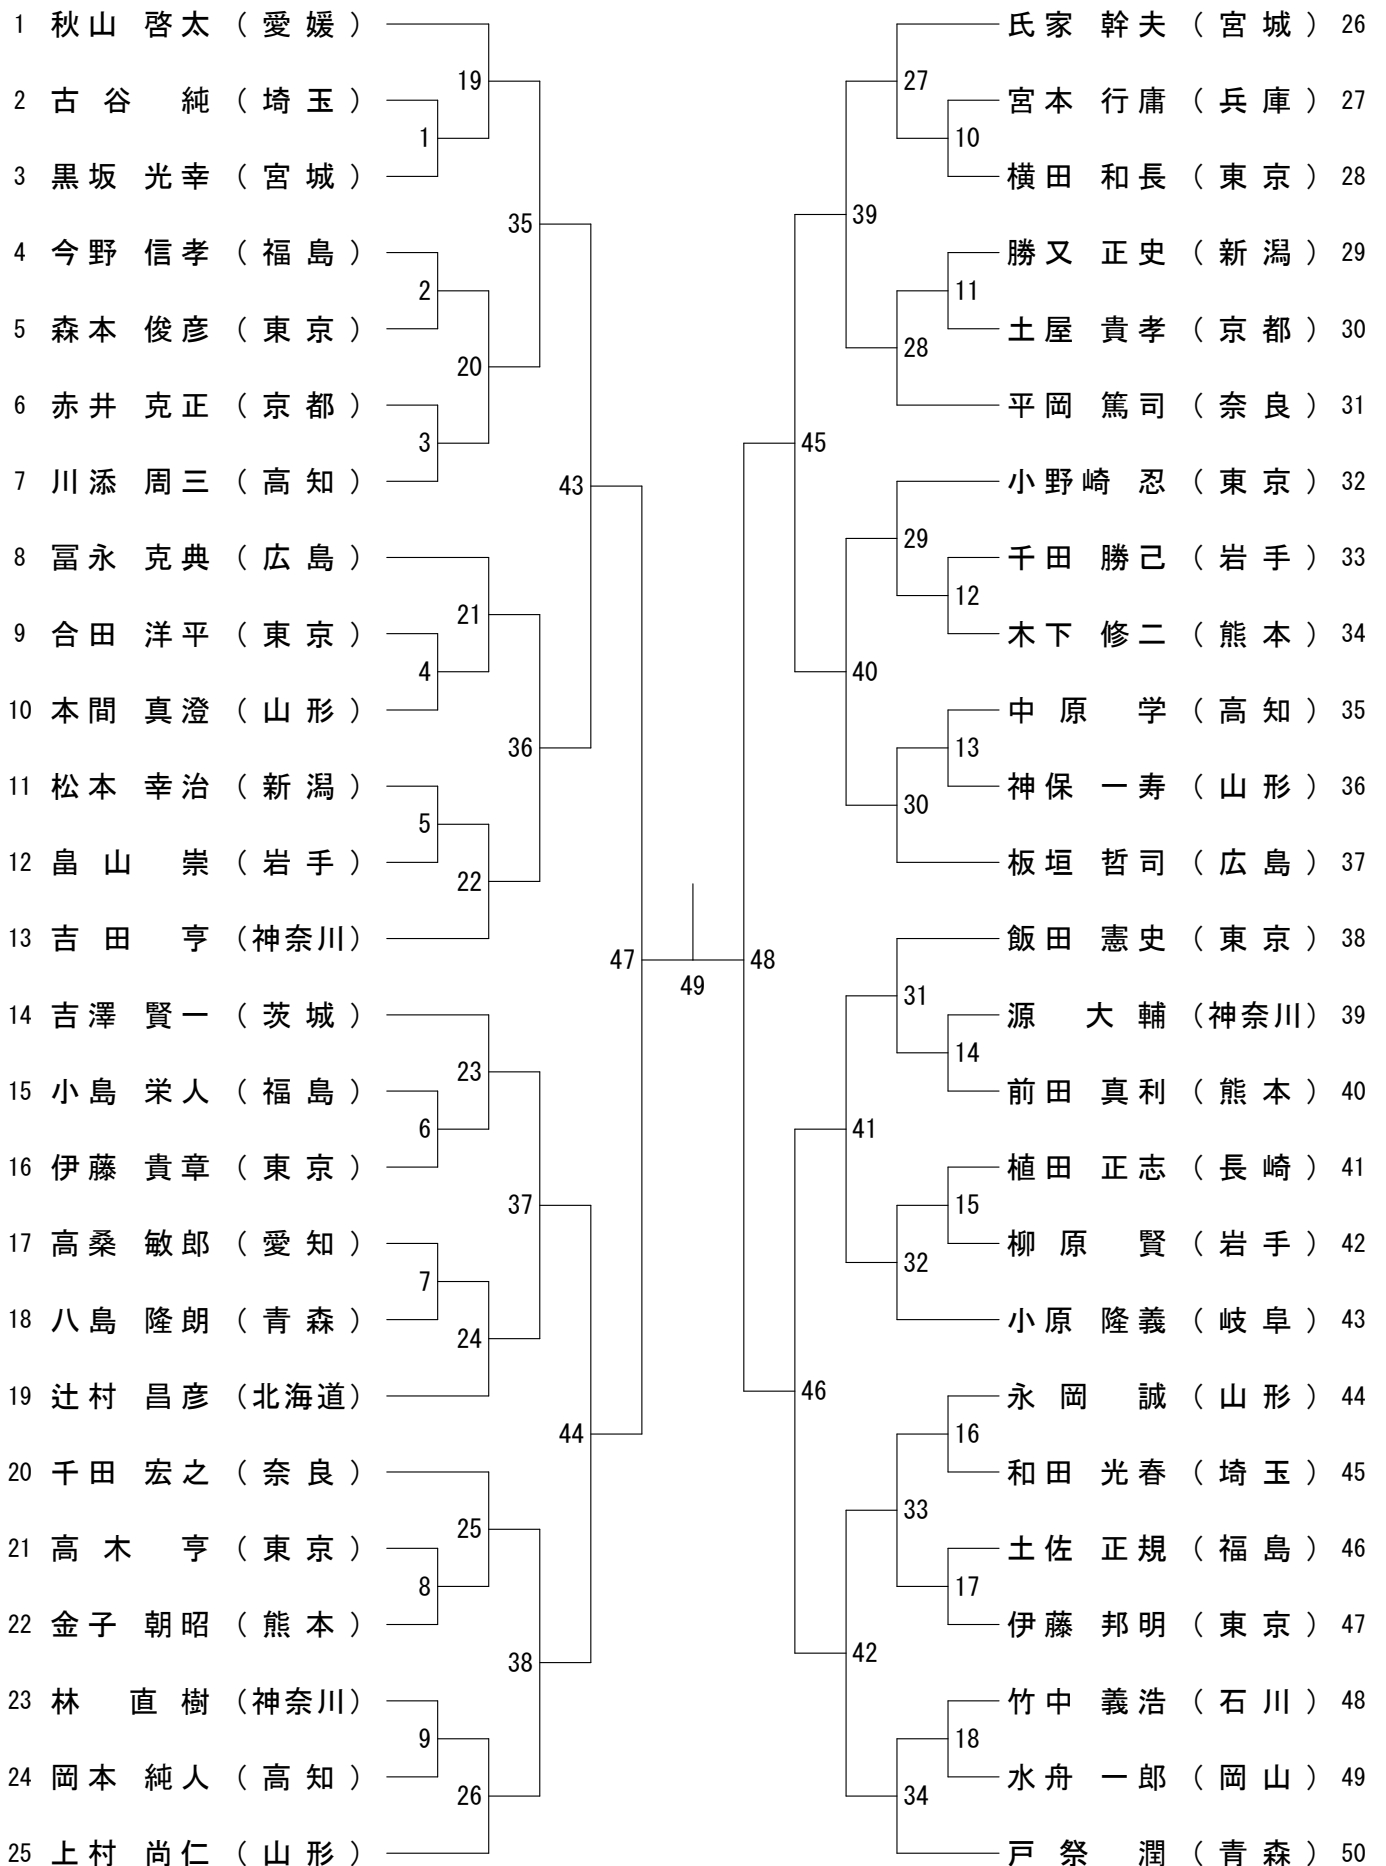 1 秋山 啓太 (愛媛)
19
2 古谷 純 (埼玉)
1
3 黒坂 光幸 (宮城)
35
4 今野 信孝 (福島)
2
5 森本 俊彦 (東京)
20
6 赤井 克正 (京都)
3
7 川添 周三 (高知)
43
8 冨永 克典 (広島)
21
9 合田 洋平 (東京)
4
10 本間 真澄 (山形)
36
11 松本 幸治 (新潟)
5
12 畠山 崇 (岩手)
22
13 吉田 亨 (神奈川)
47
49
14 吉澤 賢一 (茨城)
23
15 小島 栄人 (福島)
6
16 伊藤 貴章 (東京)
37
17 高桑 敏郎 (愛知)
7
18 八島 隆朗 (青森)
24
19 辻村 昌彦 (北海道)
44
20 千田 宏之 (奈良)
25
21 高木 亨 (東京)
8
22 金子 朝昭 (熊本)
38
23 林 直樹 (神奈川)
9
24 岡本 純人 (高知)
26
25 上村 尚仁 (山形)
氏家 幹夫 (宮城) 26
27
宮本 行庸 (兵庫) 27
10
横田 和長 (東京) 28
39
勝又 正史 (新潟) 29
11
土屋 貴孝 (京都) 30
28
平岡 篤司 (奈良) 31
45
小野崎 忍 (東京) 32
29
千田 勝己 (岩手) 33
12
木下 修二 (熊本) 34
40
中原 学 (高知) 35
13
神保 一寿 (山形) 36
30
板垣 哲司 (広島) 37
飯田 憲史 (東京) 38
48
31
源 大輔 (神奈川) 39
14
前田 真利 (熊本) 40
41
植田 正志 (長崎) 41
15
柳原 賢 (岩手) 42
32
小原 隆義 (岐阜) 43
46
永岡 誠 (山形) 44
16
和田 光春 (埼玉) 45
33
土佐 正規 (福島) 46
17
伊藤 邦明 (東京) 47
42
竹中 義浩 (石川) 48
18
水舟 一郎 (岡山) 49
34
戸祭 潤 (青森) 50